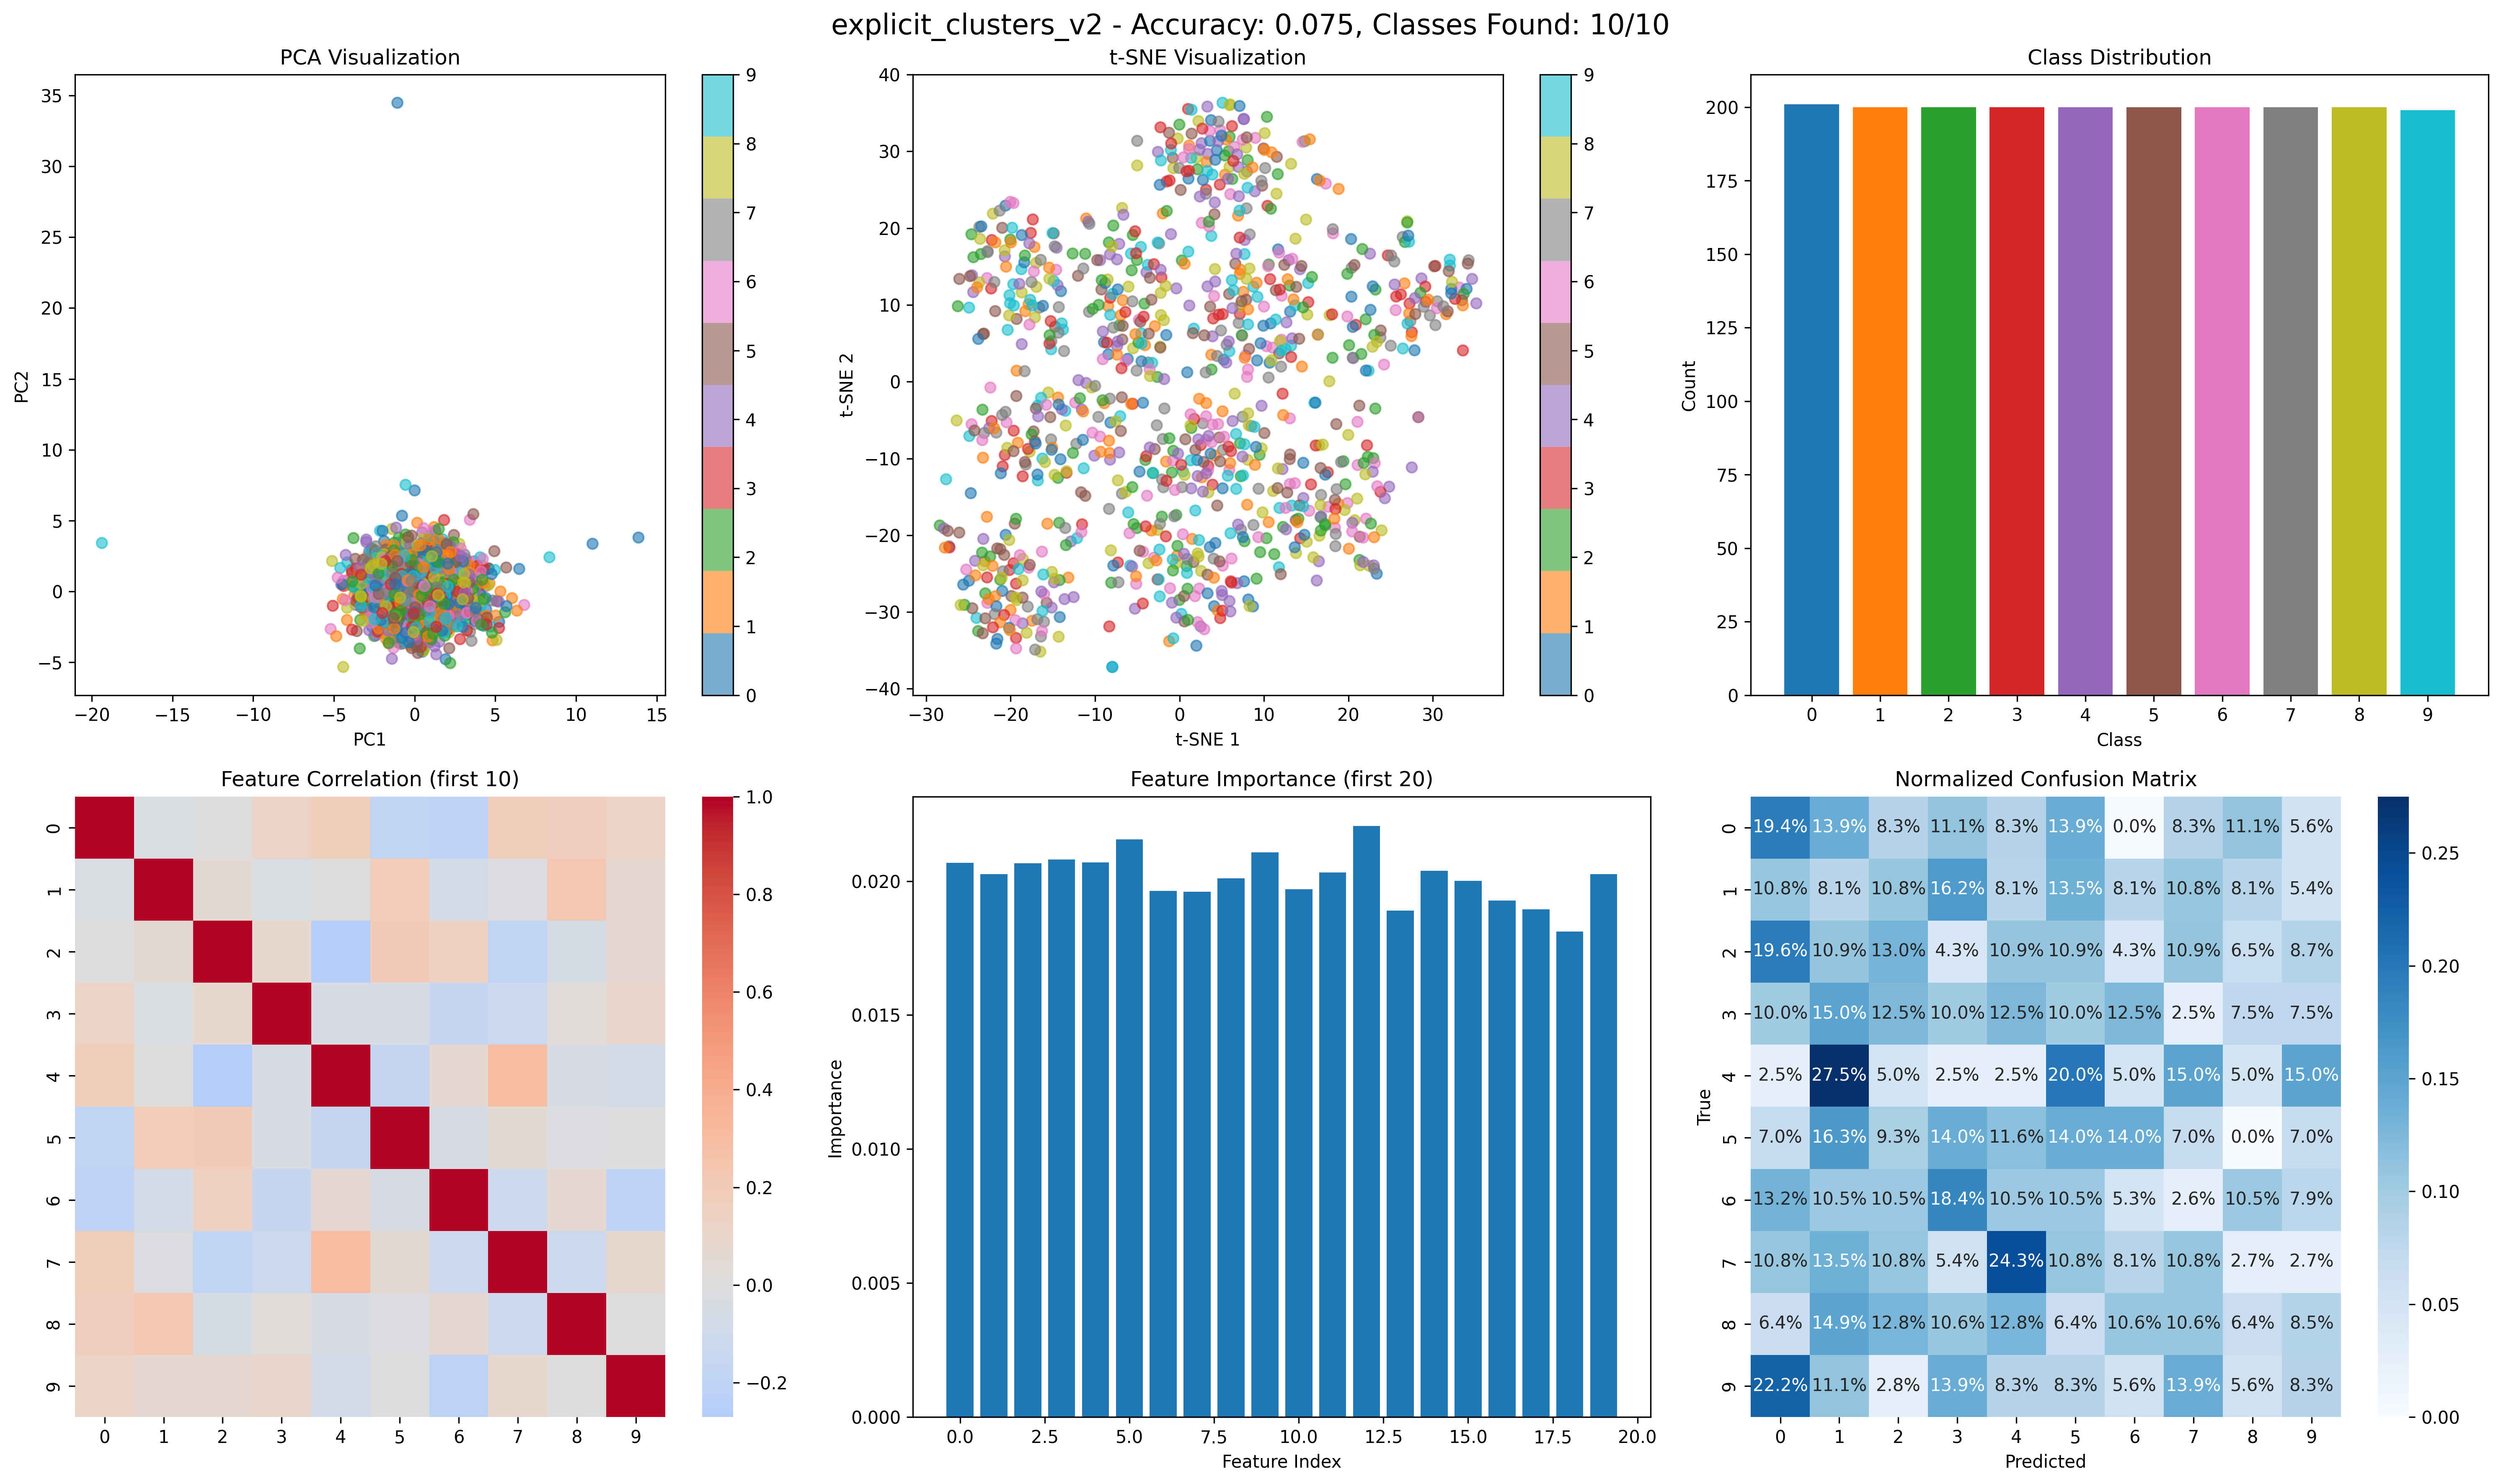 explicit_clusters_v2 - Accuracy: 0.075, Classes Found: 10/10
PCA Visualization
35
30
25
20
15
10
5
0
−5
PC2
−20 −15 −10 −5 0 5 10 15
PC1
9
8
7
6
5
4
3
2
1
0
t-SNE Visualization
40
30
20
10
0
−10
−20
−30
−40
t-SNE 2
−30 −20 −10 0 10 20 30
t-SNE 1
9
8
7
6
5
4
3
2
1
0
Class Distribution
200
175
150
125
100
75
50
25
0
Count
0 1 2 3 4 5 6 7 8 9
Class
Feature Correlation (first 10)
0
1
2
3
4
5
6
7
8
9
0 1 2 3 4 5 6 7 8 9
1.0
0.8
0.6
0.4
0.2
0.0
−0.2
Feature Importance (first 20)
0.020
0.015
0.010
0.005
0.000
Importance
0.0 2.5 5.0 7.5 10.0 12.5 15.0 17.5 20.0
Feature Index
Normalized Confusion Matrix
True
0 19.4% 13.9% 8.3% 11.1% 8.3% 13.9% 0.0% 8.3% 11.1% 5.6%
1 10.8% 8.1% 10.8% 16.2% 8.1% 13.5% 8.1% 10.8% 8.1% 5.4%
2 19.6% 10.9% 13.0% 4.3% 10.9% 10.9% 4.3% 10.9% 6.5% 8.7%
3 10.0% 15.0% 12.5% 10.0% 12.5% 10.0% 12.5% 2.5% 7.5% 7.5%
4 2.5% 27.5% 5.0% 2.5% 2.5% 20.0% 5.0% 15.0% 5.0% 15.0%
5 7.0% 16.3% 9.3% 14.0% 11.6% 14.0% 14.0% 7.0% 0.0% 7.0%
6 13.2% 10.5% 10.5% 18.4% 10.5% 10.5% 5.3% 2.6% 10.5% 7.9%
7 10.8% 13.5% 10.8% 5.4% 24.3% 10.8% 8.1% 10.8% 2.7% 2.7%
8 6.4% 14.9% 12.8% 10.6% 12.8% 6.4% 10.6% 10.6% 6.4% 8.5%
9 22.2% 11.1% 2.8% 13.9% 8.3% 8.3% 5.6% 13.9% 5.6% 8.3%
0 1 2 3 4 5 6 7 8 9
Predicted
0.25
0.20
0.15
0.10
0.05
0.00